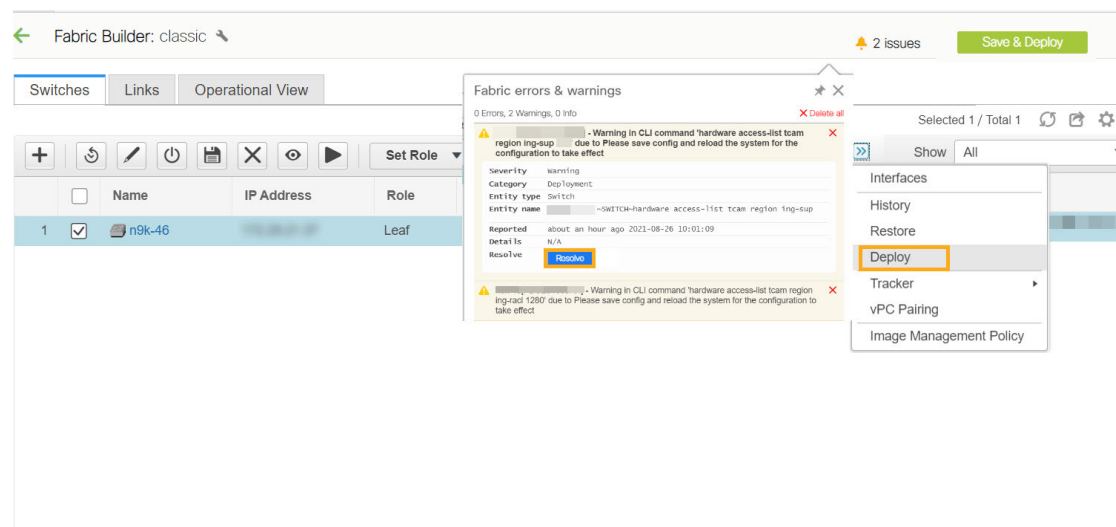 Fabric Builder: classic
2 issues
Save & Deploy
Switches
Links
Operational View
Fabric errors & warnings
0 Errors, 2 Warnings, 0 Info
Delete all
Selected 1 / Total 1
- Warning in CLI command 'hardware access-list tcam
region ing-sup due to Please save config and reload the system for the
configuration to take effect
Set Role
Show All
Severity Warning
Category Deployment
Entity type Switch
Entity name ~SWITCH~hardware access-list tcam region ing-sup
Reported about an hour ago 2021-08-26 10:01:09
Details N/A
Resolve Resolvo
- Warning in CLI command 'hardware access-list tcam region
ing-racl 1280' due to Please save config and reload the system for the configuration to
take effect
Name
IP Address
Role
1
n9k-46
Leaf
Interfaces
History
Restore
Deploy
Tracker
vPC Pairing
Image Management Policy